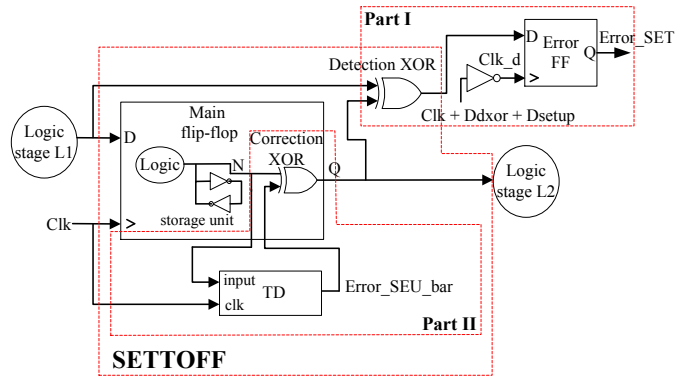 Part I
D
Error
FF
Q
Error_SET
Detection XOR
Clk_d
>
Clk + Ddxor + Dsetup
Main
flip-flop
Correction
XOR
Logic
stage L1
D
Logic
N
Q
storage unit
Logic
stage L2
Clk
>
input
clk
TD
Error_SEU_bar
Part II
SETTOFF